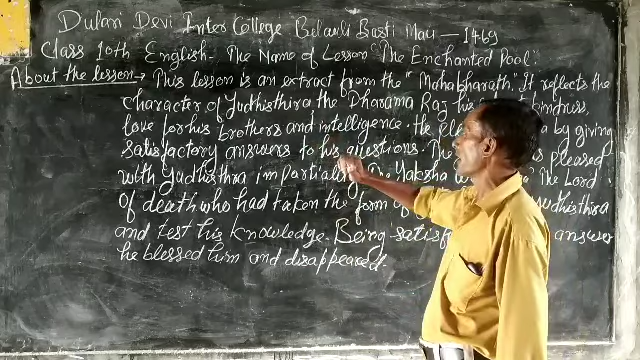 Dulari Devi Inter College Belauli Basti Mau — 1469
Class 10th English - The Name of Lesson "The Enchanted Pool:
About the lesson → This lesson is an extract from the "Mahabharath." It reflects the
Character of Yudhisthira the Dharama Raj his kindness,
love for his brothers and intelligence. He by giving
satisfactory answers to his questions. The is pleased
with Yudhisthra impartiality. The Yaksha The Lord
Of death who had taken the form of Yudhisthira
and test his knowledge. Being answer
he blessed him and disappeared.